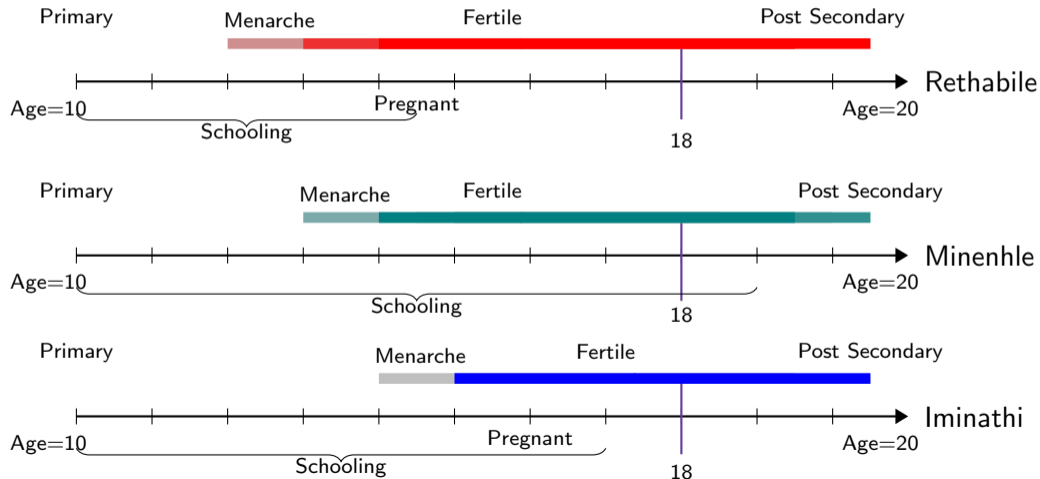 Primary
Menarche
Fertile
Post Secondary
Rethabile
Age=10
Pregnant
Age=20
Schooling
18
Primary
Menarche
Fertile
Post Secondary
Minenhle
Age=10
Age=20
Schooling
18
Primary
Menarche
Fertile
Post Secondary
Iminathi
Age=10
Pregnant
Age=20
Schooling
18